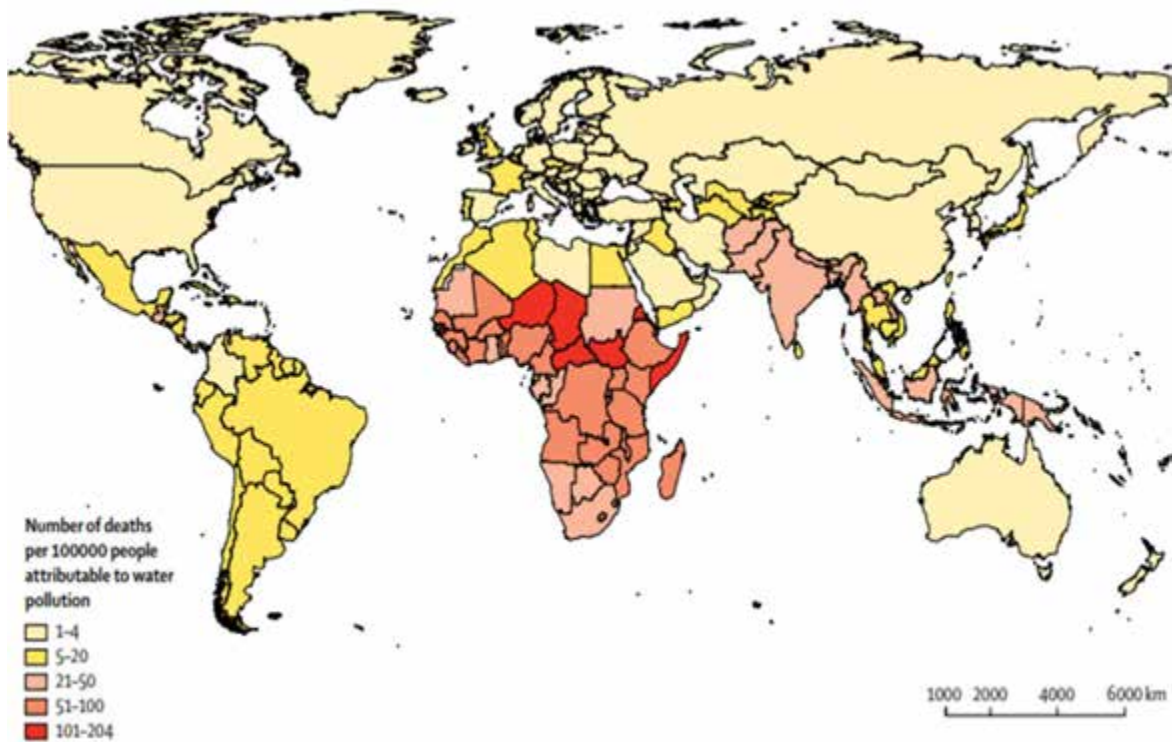 Number of deaths
per 100000 people
attributable to water
pollution
1–4
5–20
21–50
51–100
101–204
1000 2000 4000 6000 km